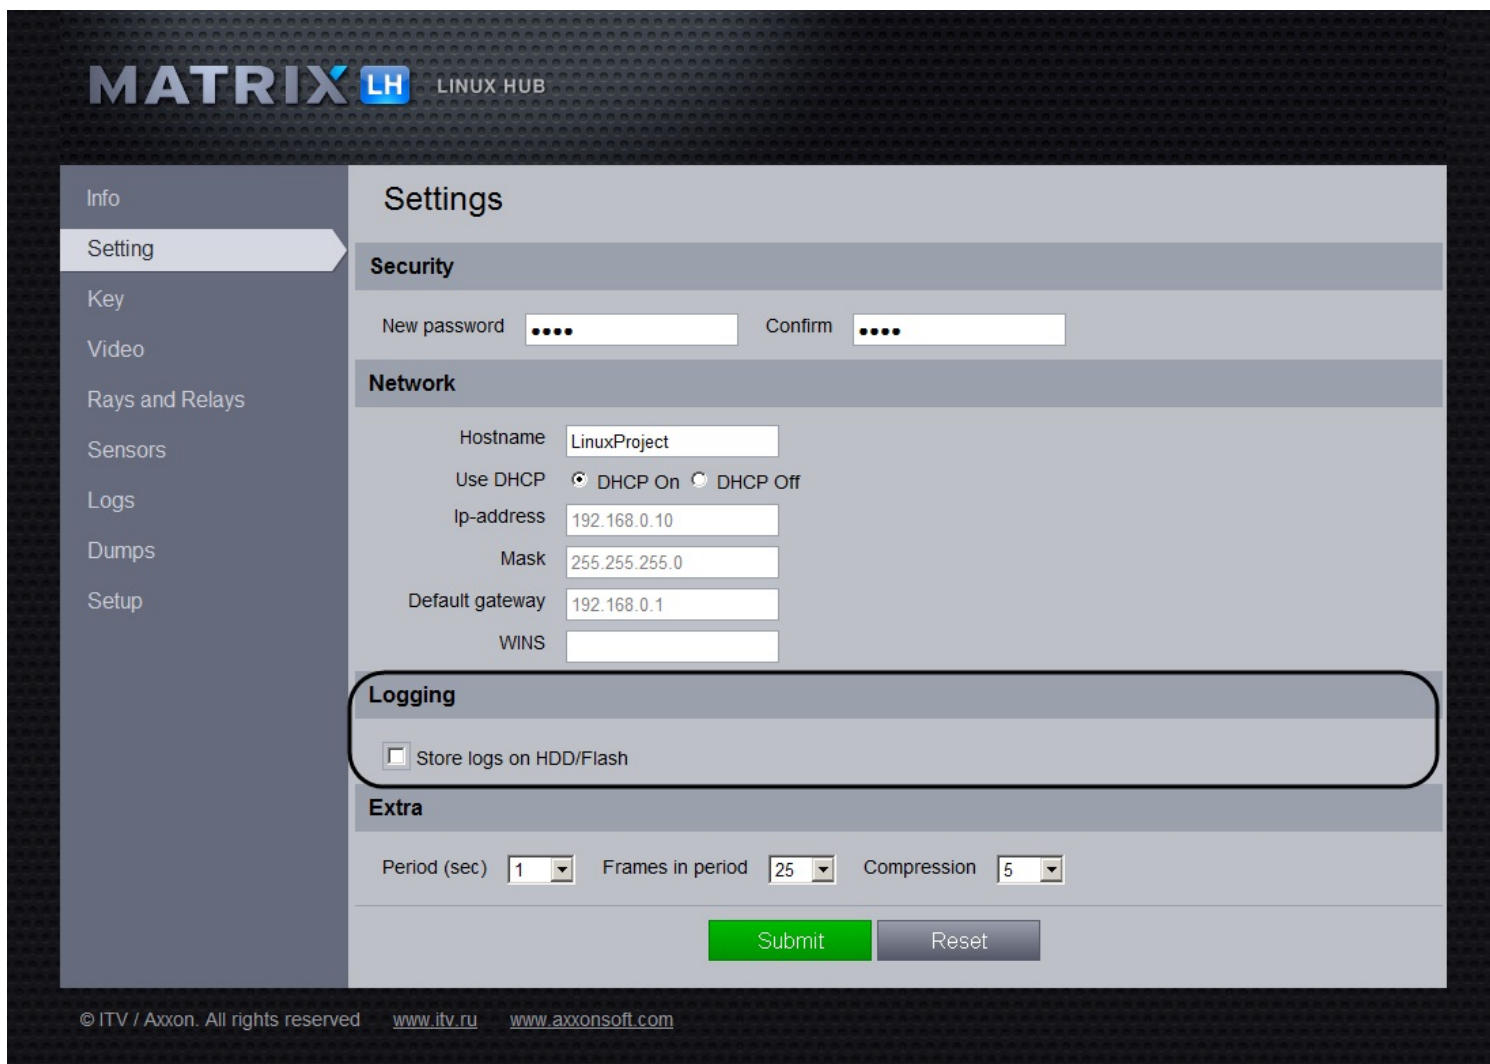 MATRIX LH LINUX HUB
Info
Setting
Key
Video
Rays and Relays
Sensors
Logs
Dumps
Setup
Settings
Security
New password •••• Confirm ••••
Network
Hostname LinuxProject
Use DHCP DHCP On DHCP Off
Ip-address 192.168.0.10
Mask 255.255.255.0
Default gateway 192.168.0.1
WINS
Logging
Store logs on HDD/Flash
Extra
Period (sec) 1 Frames in period 25 Compression 5
Submit Reset
© ITV / Axxon. All rights reserved www.itv.ru www.axxonsoft.com